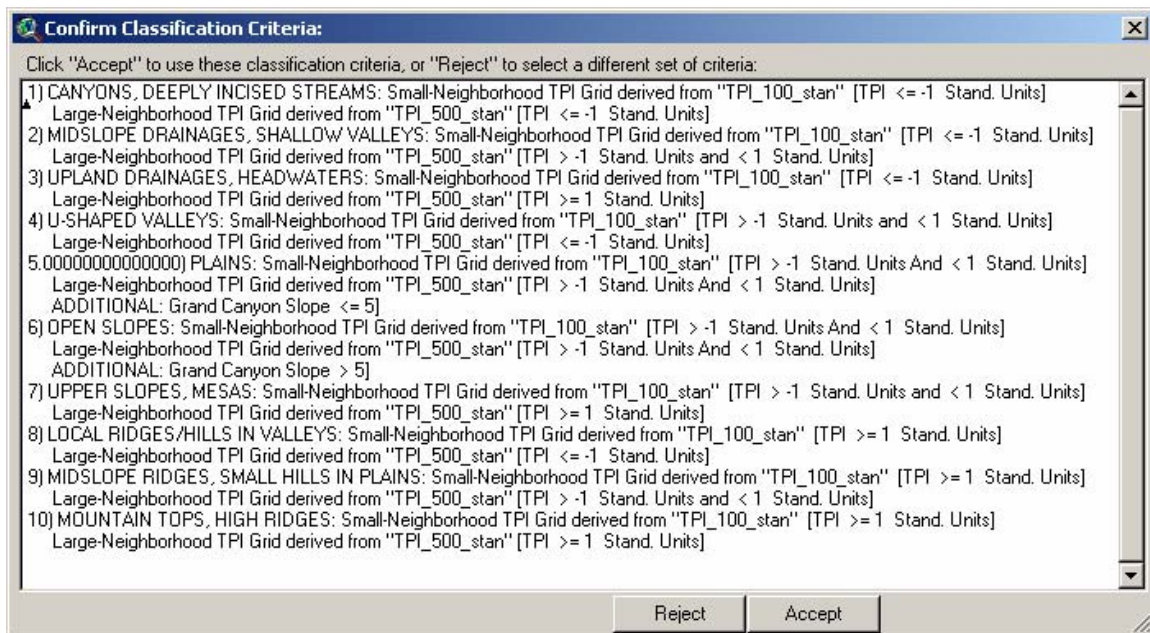 Confirm Classification Criteria:
Click "Accept" to use these classification criteria, or "Reject" to select a different set of criteria:
1) CANYONS, DEEPLY INCISED STREAMS: Small-Neighborhood TPI Grid derived from "TPI_100_stan" [TPI <= -1 Stand. Units]
Large-Neighborhood TPI Grid derived from "TPI_500_stan" [TPI <= -1 Stand. Units]
2) MIDSLOPE DRAINAGES, SHALLOW VALLEYS: Small-Neighborhood TPI Grid derived from "TPI_100_stan" [TPI <= -1 Stand. Units]
Large-Neighborhood TPI Grid derived from "TPI_500_stan" [TPI > -1 Stand. Units and < 1 Stand. Units]
3) UPLAND DRAINAGES, HEADWATERS: Small-Neighborhood TPI Grid derived from "TPI_100_stan" [TPI <= -1 Stand. Units]
Large-Neighborhood TPI Grid derived from "TPI_500_stan" [TPI >= 1 Stand. Units]
4) U-SHAPED VALLEYS: Small-Neighborhood TPI Grid derived from "TPI_100_stan" [TPI > -1 Stand. Units and < 1 Stand. Units]
Large-Neighborhood TPI Grid derived from "TPI_500_stan" [TPI <= -1 Stand. Units]
5.00000000000000) PLAINS: Small-Neighborhood TPI Grid derived from "TPI_100_stan" [TPI > -1 Stand. Units And < 1 Stand. Units]
Large-Neighborhood TPI Grid derived from "TPI_500_stan" [TPI > -1 Stand. Units And < 1 Stand. Units]
ADDITIONAL: Grand Canyon Slope <= 5]
6) OPEN SLOPES: Small-Neighborhood TPI Grid derived from "TPI_100_stan" [TPI > -1 Stand. Units And < 1 Stand. Units]
Large-Neighborhood TPI Grid derived from "TPI_500_stan" [TPI > -1 Stand. Units And < 1 Stand. Units]
ADDITIONAL: Grand Canyon Slope > 5]
7) UPPER SLOPES, MESAS: Small-Neighborhood TPI Grid derived from "TPI_100_stan" [TPI > -1 Stand. Units and < 1 Stand. Units]
Large-Neighborhood TPI Grid derived from "TPI_500_stan" [TPI >= 1 Stand. Units]
8) LOCAL RIDGES/HILLS IN VALLEYS: Small-Neighborhood TPI Grid derived from "TPI_100_stan" [TPI >= 1 Stand. Units]
Large-Neighborhood TPI Grid derived from "TPI_500_stan" [TPI <= -1 Stand. Units]
9) MIDSLOPE RIDGES, SMALL HILLS IN PLAINS: Small-Neighborhood TPI Grid derived from "TPI_100_stan" [TPI >= 1 Stand. Units]
Large-Neighborhood TPI Grid derived from "TPI_500_stan" [TPI > -1 Stand. Units and < 1 Stand. Units]
10) MOUNTAIN TOPS, HIGH RIDGES: Small-Neighborhood TPI Grid derived from "TPI_100_stan" [TPI >= 1 Stand. Units]
Large-Neighborhood TPI Grid derived from "TPI_500_stan" [TPI >= 1 Stand. Units]
Reject Accept